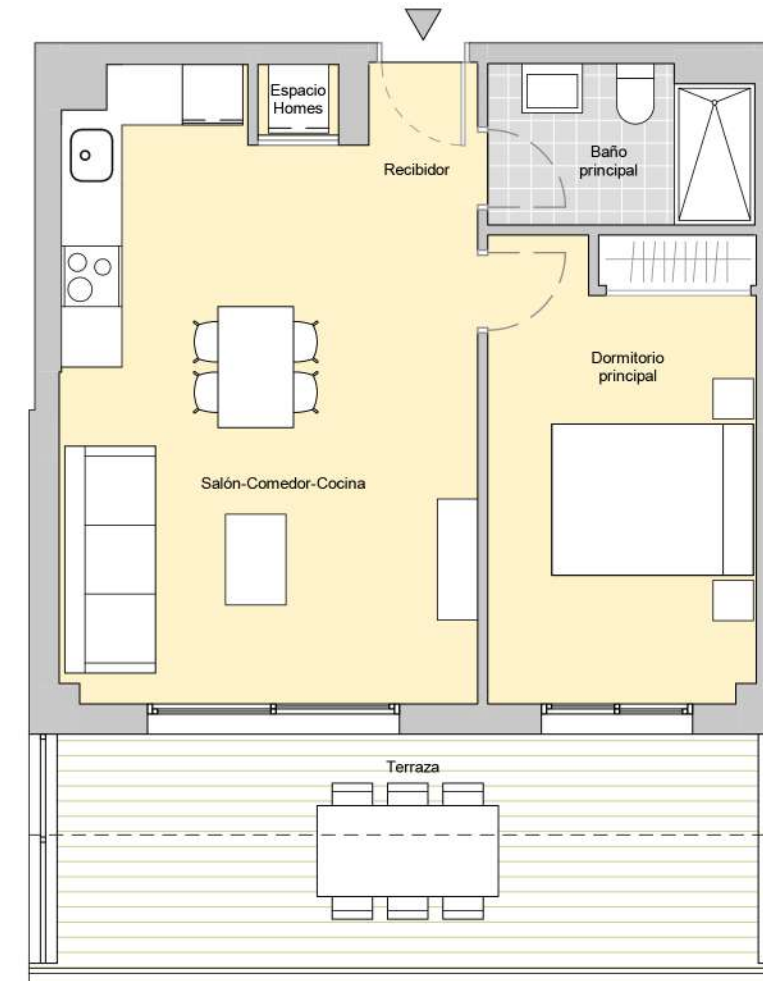 Espacio
Homes
Recibidor
Baño
principal
Dormitorio
principal
Salón-Comedor-Cocina
Terraza